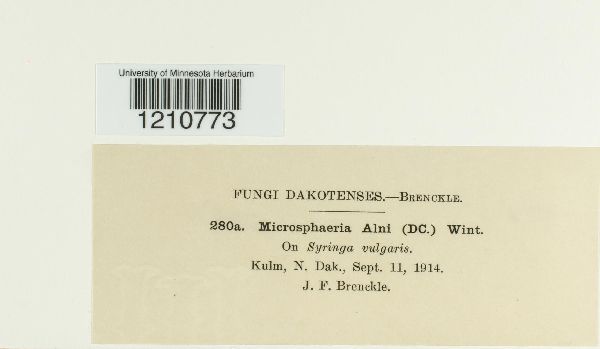 University of Minnesota Herbarium
1210773
FUNGI DAKOTENSES.—BRENCKLE.
280a. Microsphaeria Alni (DC.) Wint.
On Syringa vulgaris.
Kulm, N. Dak., Sept. 11, 1914.
J. F. Brenckle.